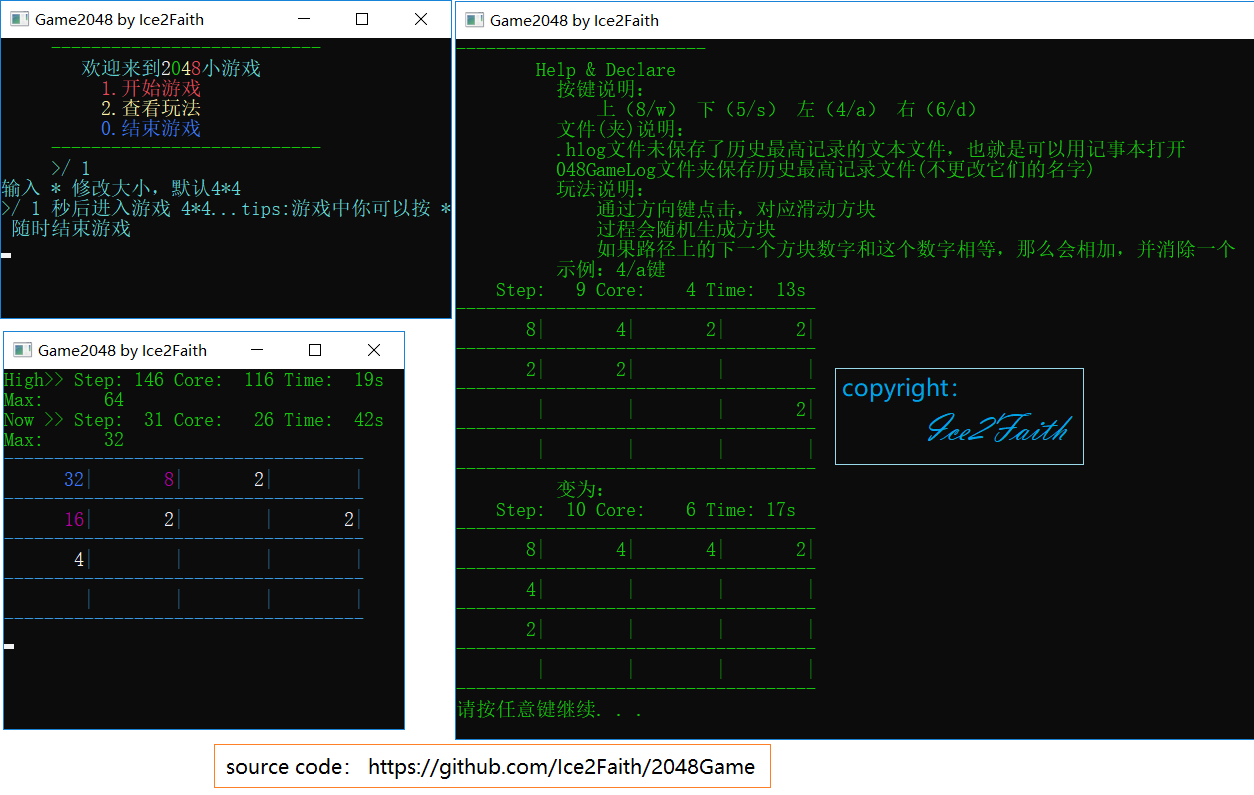 Game2048 by Ice2Faith
---------------------------
欢迎来到2048小游戏
1.开始游戏
2.查看玩法
0.结束游戏
---------------------------
>/ 1
输入 * 修改大小，默认4*4
>/ 1 秒后进入游戏 4*4...tips:游戏中你可以按 *
随时结束游戏
Game2048 by Ice2Faith
High>> Step: 146 Core: 116 Time: 19s
Max: 64
Now >> Step: 31 Core: 26 Time: 42s
Max: 32
------------------------------------
32| 8| 2| |
------------------------------------
16| 2| | 2|
------------------------------------
4| | | |
------------------------------------
| | | |
------------------------------------
Game2048 by Ice2Faith
-------------------------
Help & Declare
按键说明:
上（8/w） 下（5/s） 左（4/a） 右（6/d）
文件(夹)说明:
.hlog文件未保存了历史最高记录的文本文件，也就是可以用记事本打开
048GameLog文件夹保存历史最高记录文件(不更改它们的名字)
玩法说明:
通过方向键点击，对应滑动方块
过程会随机生成方块
如果路径上的下一个方块数字和这个数字相等，那么会相加，并消除一个
示例: 4/a键
Step: 9 Core: 4 Time: 13s
------------------------------------
8| 4| 2| 2|
------------------------------------
2| 2| | |
------------------------------------
| | | 2|
------------------------------------
| | | |
------------------------------------
变为:
Step: 10 Core: 6 Time: 17s
------------------------------------
8| 4| 4| 2|
------------------------------------
4| | | |
------------------------------------
2| | | |
------------------------------------
| | | |
------------------------------------
请按任意键继续. . .
copyright：
Ice2Faith
source code： https://github.com/Ice2Faith/2048Game